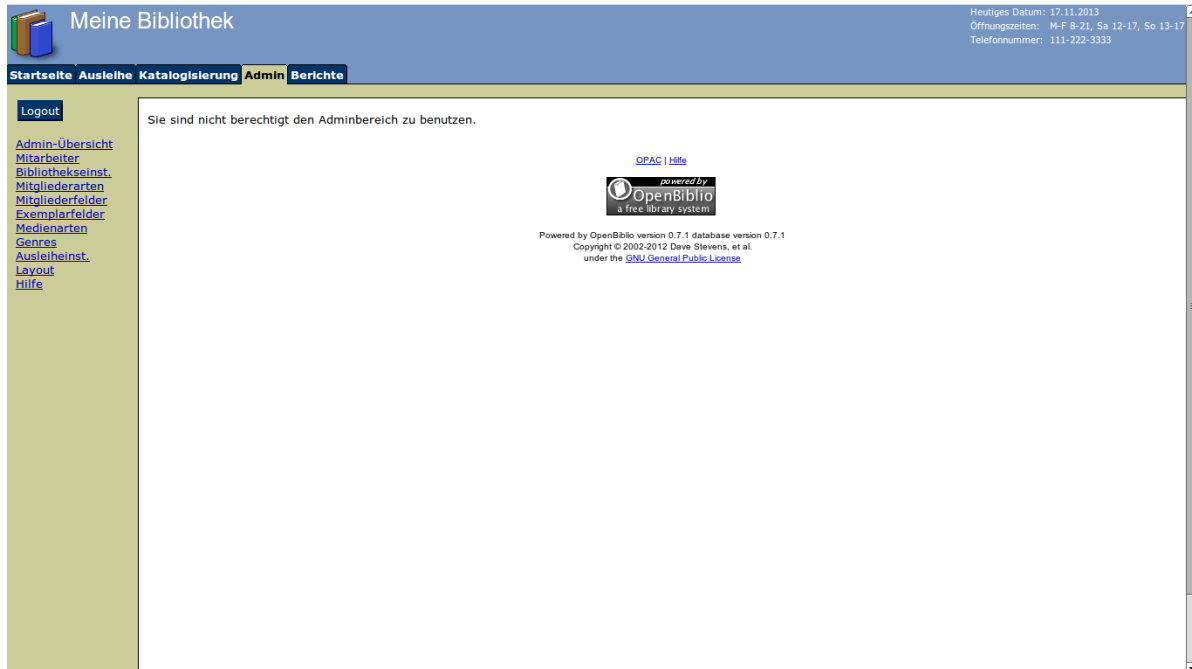 Meine Bibliothek
Heutiges Datum: 17.11.2013
Öffnungszeiten: M-F 8-21, Sa 12-17, So 13-17
Telefonnummer: 111-222-3333
Startseite Ausleihe Katalogisierung Admin Berichte
Logout
Admin-Übersicht
Mitarbeiter
Bibliothekseinst.
Mitgliederarten
Mitgliederfelder
Exemplarfelder
Medienarten
Genres
Ausleiheinst.
Layout
Hilfe
Sie sind nicht berechtigt den Adminbereich zu benutzen.
OPAC | Hilfe
powered by
OpenBiblio
a free library system
Powered by OpenBiblio version 0.7.1 database version 0.7.1
Copyright © 2002-2012 Dave Stevens, et al.
under the GNU General Public License